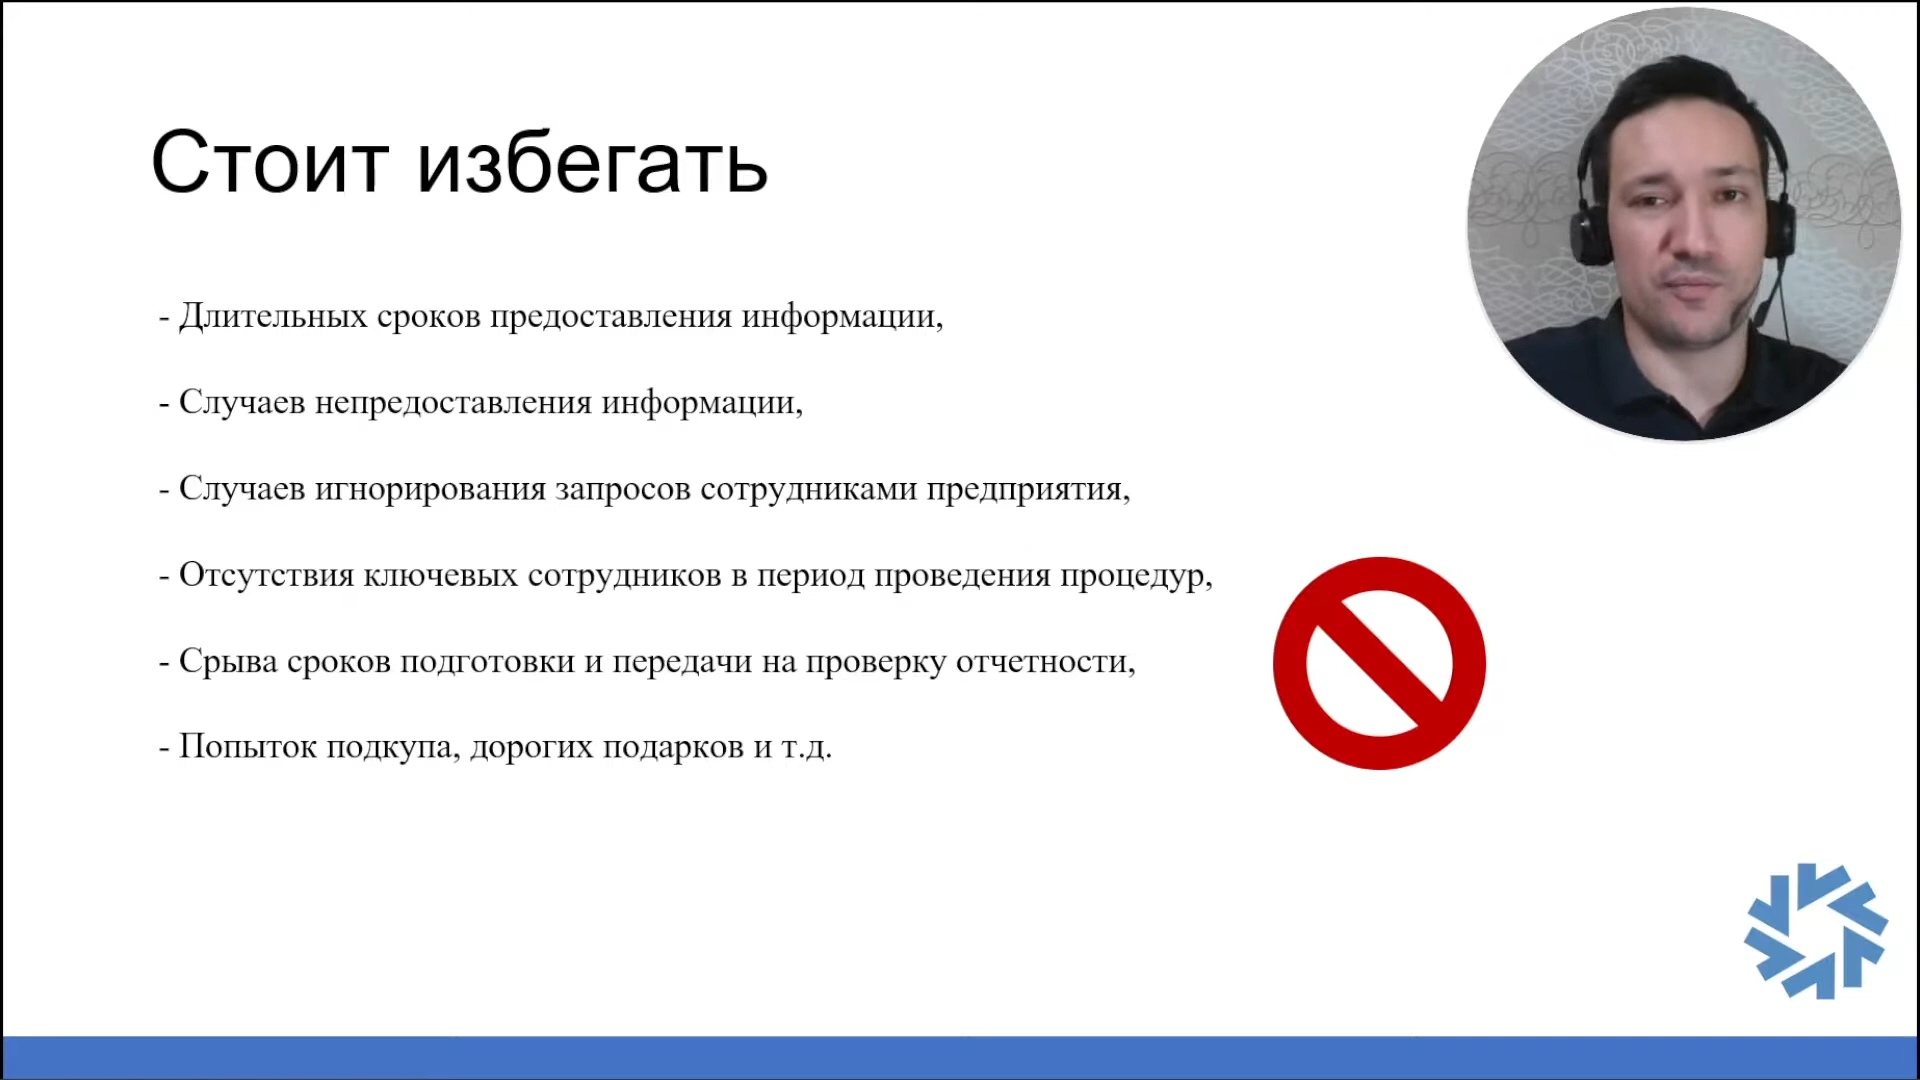 Стоит избегать
- Длительных сроков предоставления информации,
- Случаев непредоставления информации,
- Случаев игнорирования запросов сотрудниками предприятия,
- Отсутствия ключевых сотрудников в период проведения процедур,
- Срыва сроков подготовки и передачи на проверку отчетности,
- Попыток подкупа, дорогих подарков и т.д.